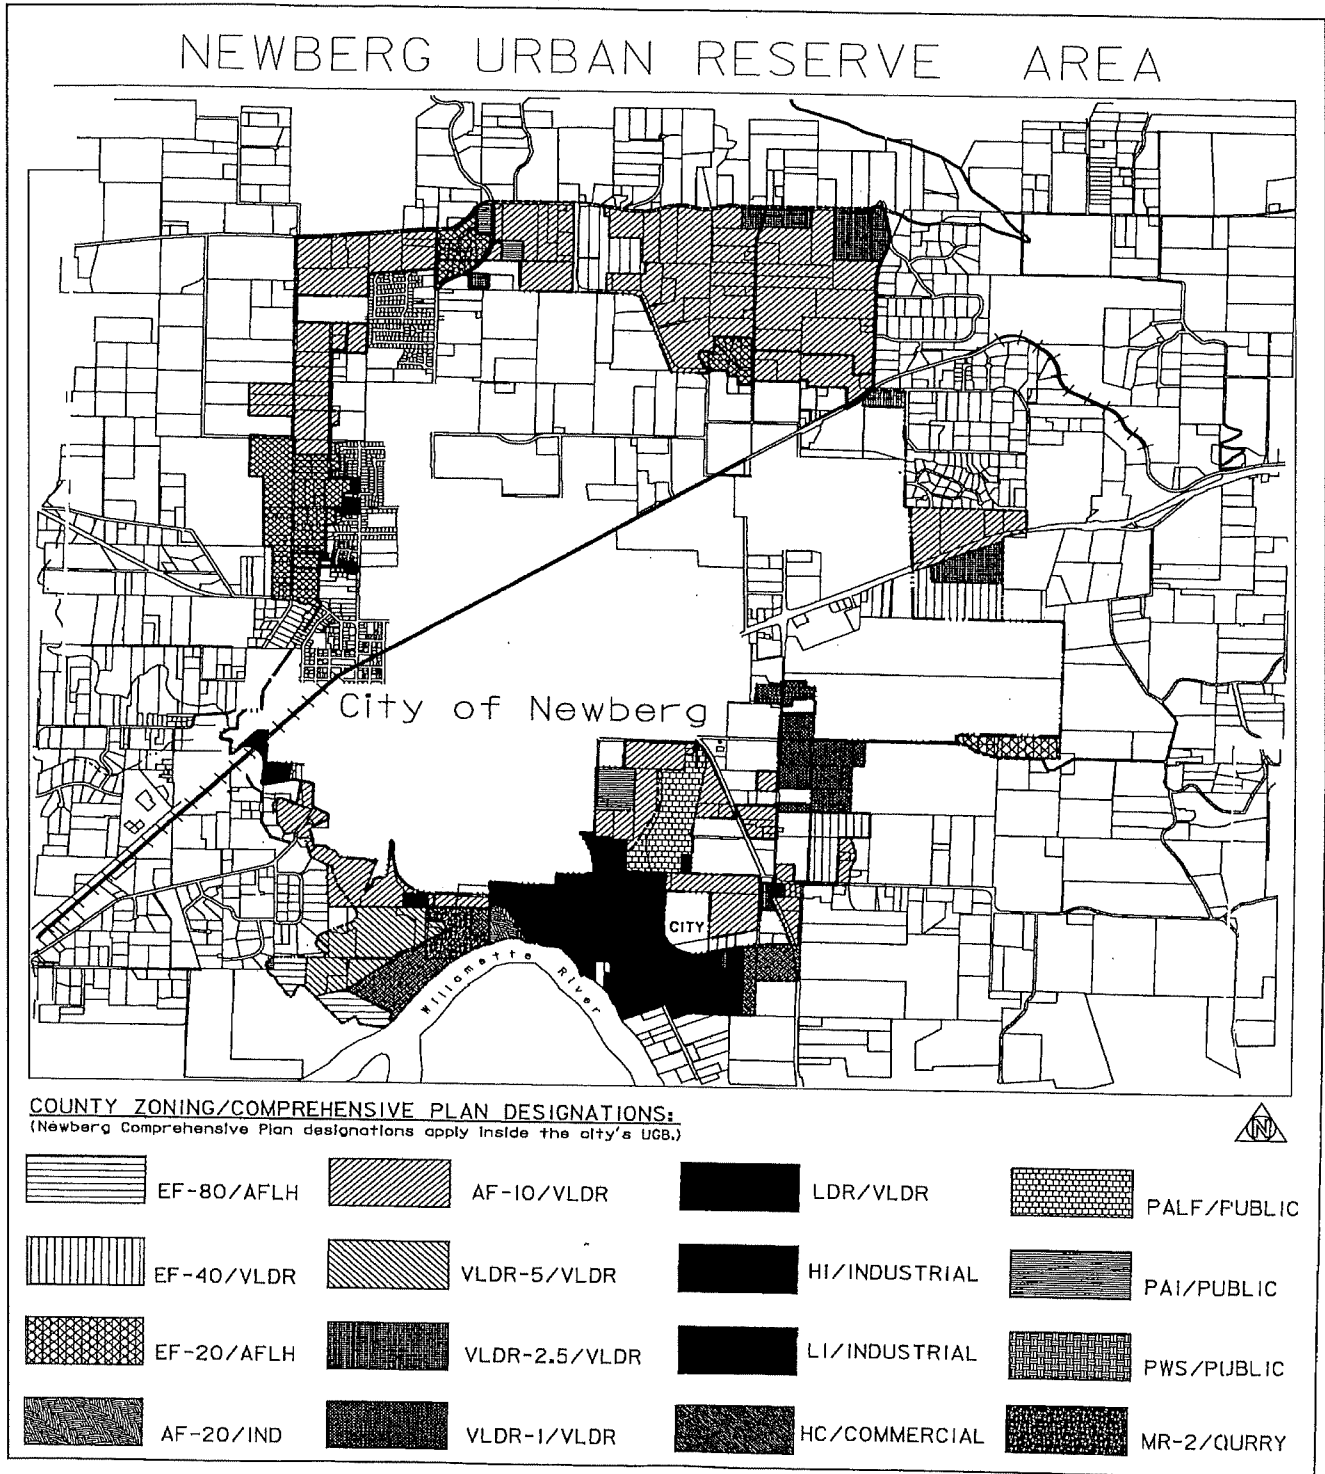 NEWBERG URBAN RESERVE AREA
City of Newberg
CITY
Willamette River
COUNTY ZONING/COMPREHENSIVE PLAN DESIGNATIONS:
(Newberg Comprehensive Plan designations apply inside the city's UGB.)
N
EF-80/AFLH
AF-10/VLDR
LDR/VLDR
PALF/PUBLIC
EF-40/VLDR
VLDR-5/VLDR
HI/INDUSTRIAL
PAI/PUBLIC
EF-20/AFLH
VLDR-2.5/VLDR
LI/INDUSTRIAL
PWS/PUBLIC
AF-20/IND
VLDR-1/VLDR
HC/COMMERCIAL
MR-2/QURRY